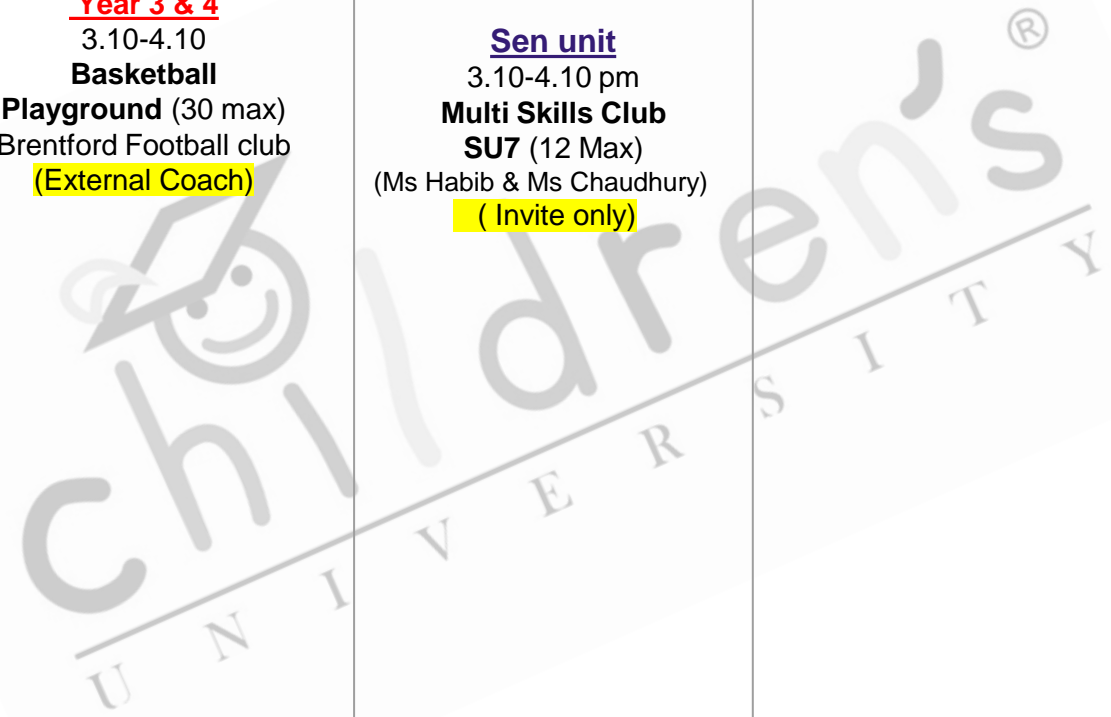 Year 3 & 4
3.10-4.10
Basketball
Playground (30 max)
Brentford Football club
(External Coach)
Sen unit
3.10-4.10 pm
Multi Skills Club
SU7 (12 Max)
(Ms Habib & Ms Chaudhury)
( Invite only)
children's ®
UNIVERSITY